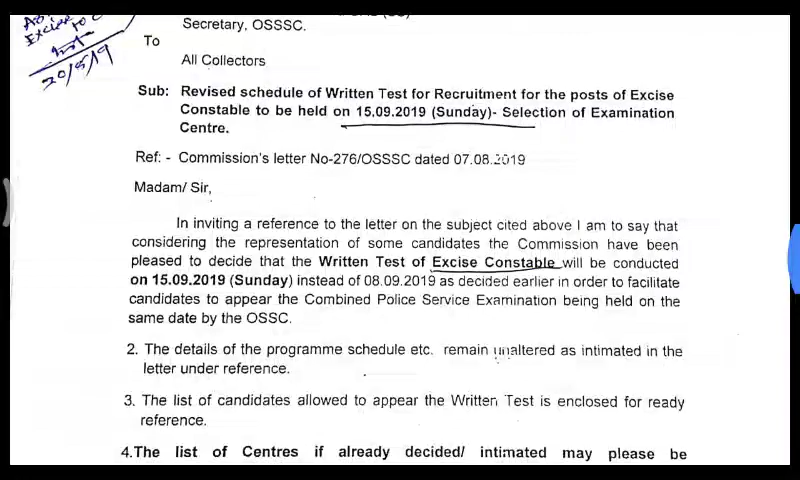 Excise
20/8/19
Secretary, OSSSC.
To
All Collectors
Sub: Revised schedule of Written Test for Recruitment for the posts of Excise
Constable to be held on 15.09.2019 (Sunday)- Selection of Examination
Centre.
Ref: - Commission's letter No-276/OSSSC dated 07.08.2019
Madam/ Sir,
In inviting a reference to the letter on the subject cited above I am to say that
considering the representation of some candidates the Commission have been
pleased to decide that the Written Test of Excise Constable will be conducted
on 15.09.2019 (Sunday) instead of 08.09.2019 as decided earlier in order to facilitate
candidates to appear the Combined Police Service Examination being held on the
same date by the OSSC.
2. The details of the programme schedule etc. remain unaltered as intimated in the
letter under reference.
3. The list of candidates allowed to appear the Written Test is enclosed for ready
reference.
4.The list of Centres if already decided/ intimated may please be